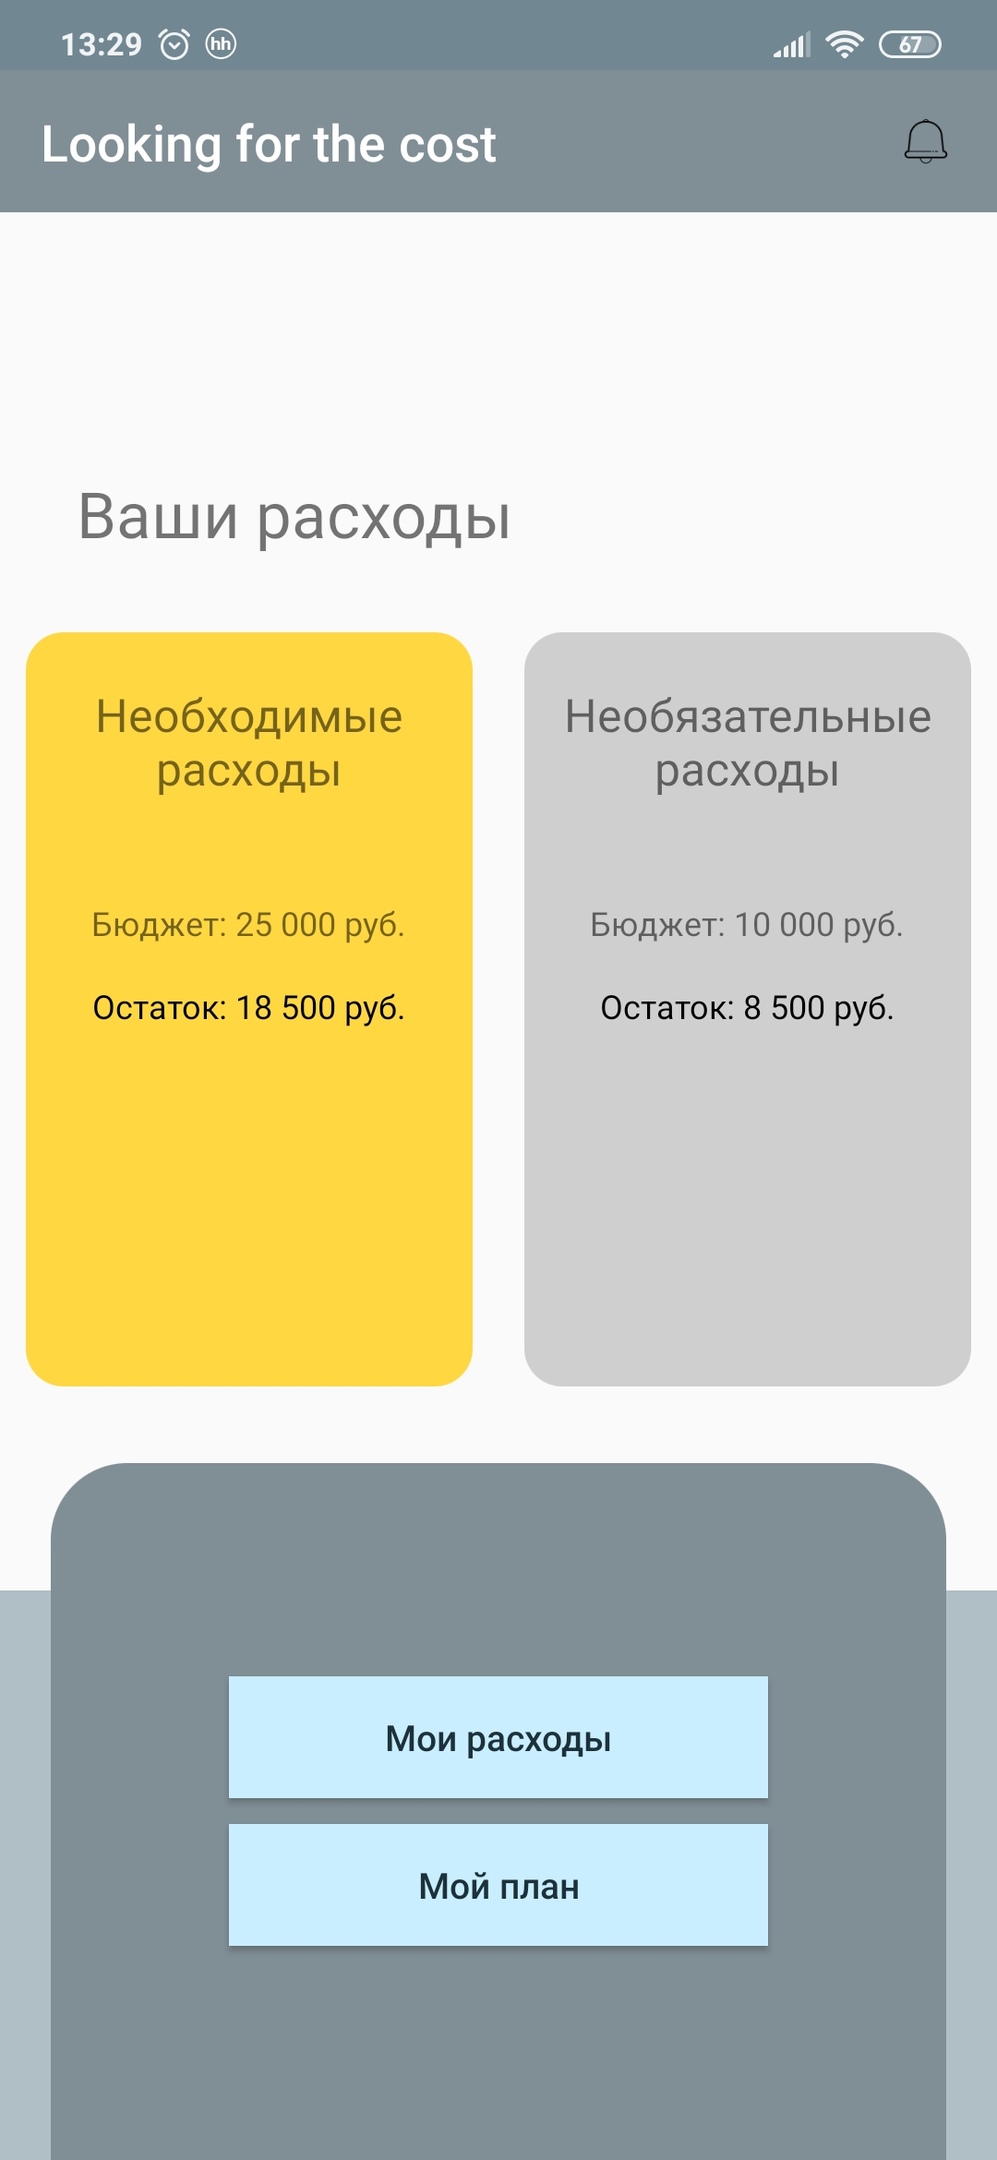 13:29 hh 67
Looking for the cost
Ваши расходы
Необходимые
расходы
Бюджет: 25 000 руб.
Остаток: 18 500 руб.
Необязательные
расходы
Бюджет: 10 000 руб.
Остаток: 8 500 руб.
Мои расходы
Мой план